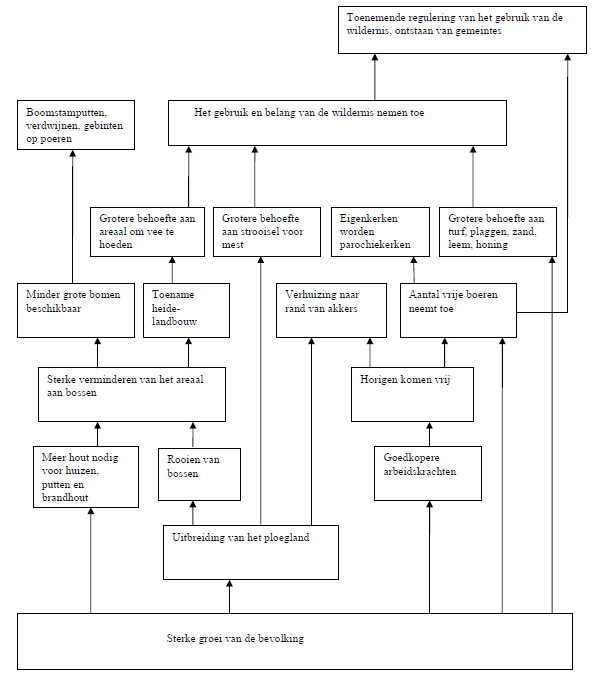 Toenemende regulering van het gebruik van de
wildernis, ontstaan van gemeintes
Boomstamputten,
verdwijnen, gebinten
op poeren
Het gebruik en belang van de wildernis nemen toe
Grotere behoefte aan
areaal om vee te
hoeden
Grotere behoefte
aan strooisel voor
mest
Eigenkerken
worden
parochiekerken
Grotere behoefte aan
turf, plaggen, zand,
leem, honing
Minder grote bomen
beschikbaar
Toename
heide-
landbouw
Verhuizing naar
rand van akkers
Aantal vrije boeren
neemt toe
Sterke verminderen van het areaal
aan bossen
Horigen komen vrij
Meer hout nodig
voor huizen,
putten en
brandhout
Rooien van
bossen
Goedkopere
arbeidskrachten
Uitbreiding van het ploegland
Sterke groei van de bevolking